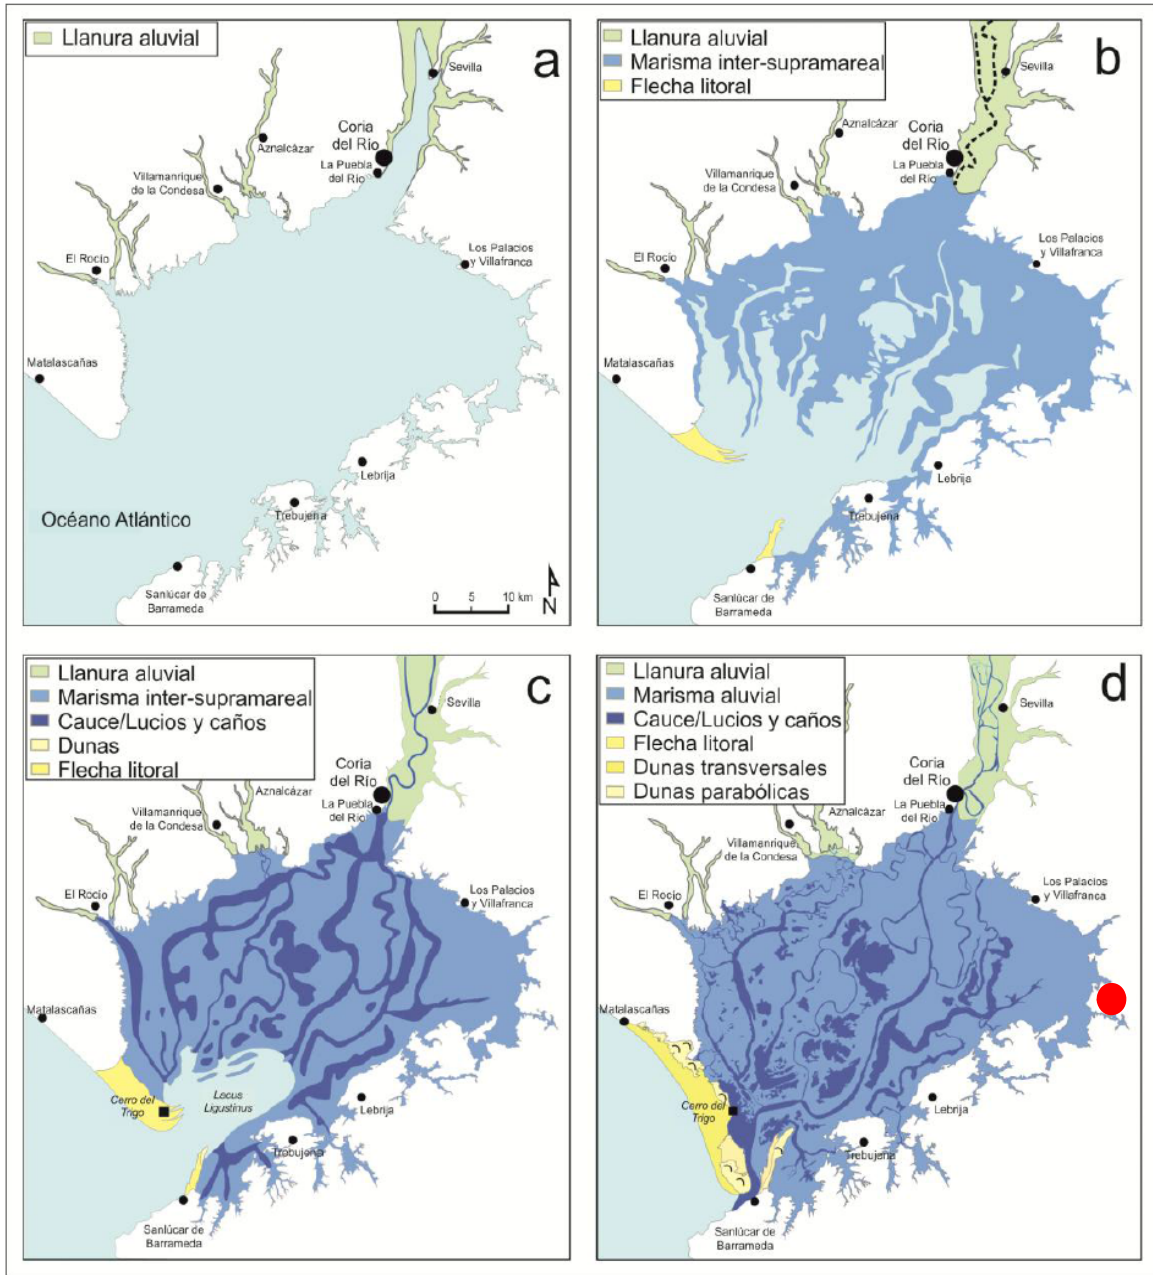 Llanura aluvial
a
Sevilla
Coria
del Río
Aznalcázar
La Puebla
del Río
Villamanrique
de la Condesa
El Rocío
Los Palacios
y Villafranca
Matalascañas
Lebrija
Océano Atlántico
Trebujena
Sanlúcar de
Barrameda
0 5 10 km
N
Llanura aluvial
Marisma inter-supramareal
Flecha litoral
b
Sevilla
Aznalcázar
Coria
del Río
La Puebla
del Río
Villamanrique
de la Condesa
El Rocío
Los Palacios
y Villafranca
Matalascañas
Lebrija
Trebujena
Sanlúcar de
Barrameda
Llanura aluvial
Marisma inter-supramareal
Cauce/Lucios y caños
Dunas
Flecha litoral
c
Sevilla
Coria
del Río
Aznalcázar
La Puebla
del Río
Villamanrique
de la Condesa
El Rocío
Los Palacios
y Villafranca
Matalascañas
Cerro del
Trigo
Lacus
Ligustinus
Lebrija
Trebujena
Sanlúcar de
Barrameda
Llanura aluvial
Marisma aluvial
Cauce/Lucios y caños
Flecha litoral
Dunas transversales
Dunas parabólicas
d
Sevilla
Coria
del Río
Aznalcázar
La Puebla
del Río
Villamanrique
de la Condesa
El Rocío
Los Palacios
y Villafranca
Matalascañas
Cerro del
Trigo
Lebrija
Trebujena
Sanlúcar de
Barrameda